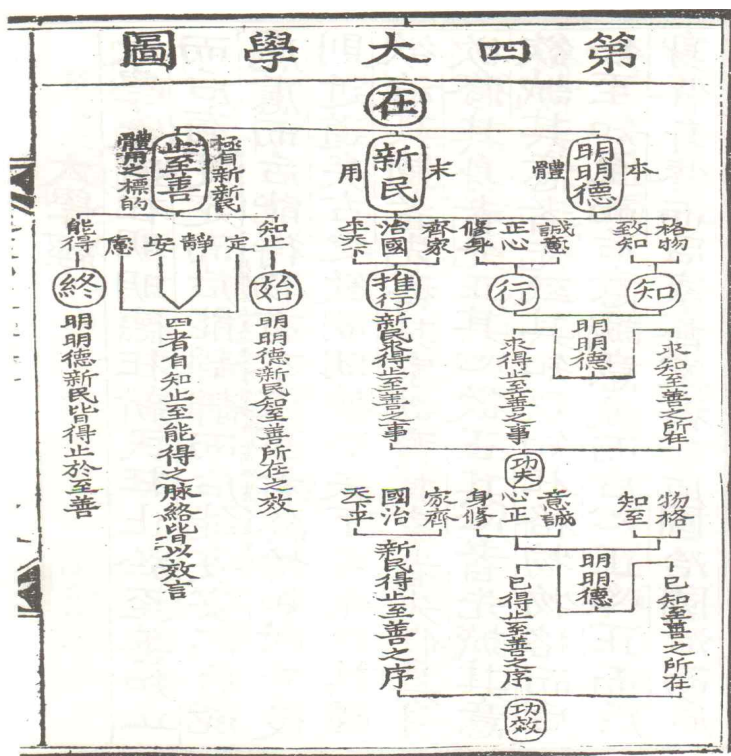 第四大學圖
在
本
明明德
體
末
新民
用
極自新新民
止至善
體用之標的
格物
致知
誠意
正心
修身
齊家
治國
平天下
知止
定
靜
安
慮
能得
知
行
推行
始
終
求知至善之所在
明明德
求得止至善之事
新民求得止至善之事
明明德新民知至善所在之效
四者自知止至能得之脉絡皆以效言
明明德新民皆得止於至善
功夫
物格
知至
意誠
心正
身修
家齊
國治
天下平
已知至善之所在
明明德
已得止至善之序
新民得止至善之序
功效